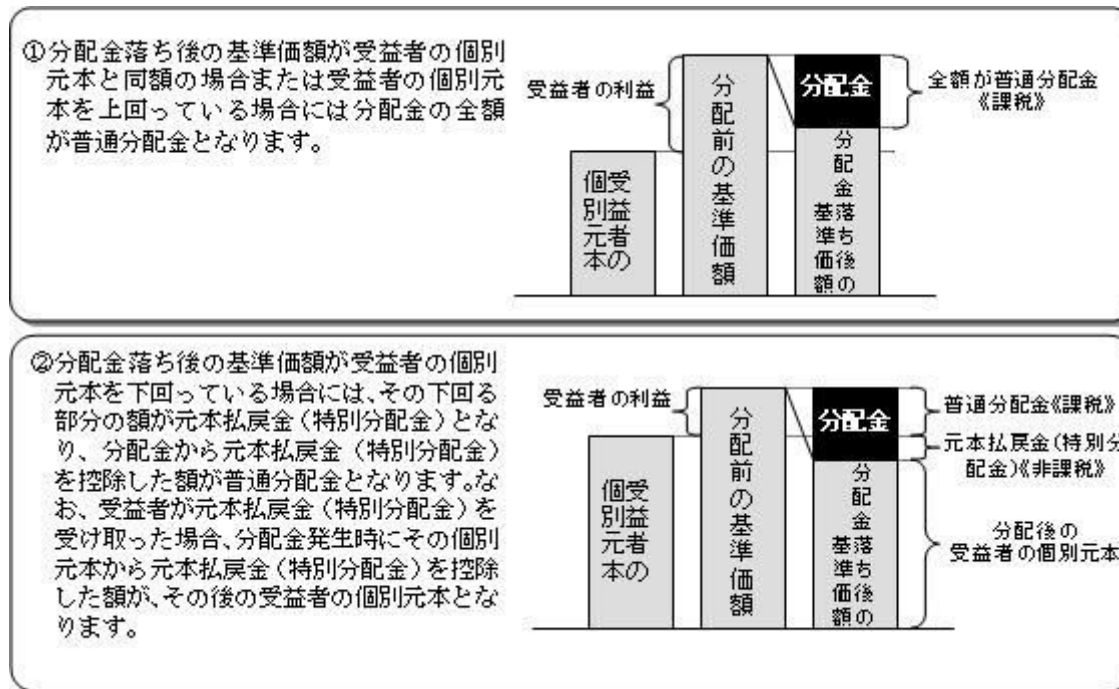 ①分配金落ち後の基準価額が受益者の個別
元本と同額の場合または受益者の個別元
本を上回っている場合には分配金の全額
が普通分配金となります。
受益者の利益
受益者の
個別元本
分配前の基準価額
分配金
分配金落ち後の
基準価額
全額が普通分配金
《課税》
②分配金落ち後の基準価額が受益者の個別
元本を下回っている場合には、その下回る
部分の額が元本払戻金(特別分配金)とな
り、分配金から元本払戻金(特別分配金)
を控除した額が普通分配金となります。な
お、受益者が元本払戻金(特別分配金)を
受け取った場合、分配金発生時にその個別
元本から元本払戻金(特別分配金)を控除
した額が、その後の受益者の個別元本とな
ります。
受益者の利益
受益者の
個別元本
分配前の基準価額
分配金
分配金落ち後の
基準価額
普通分配金《課税》
元本払戻金(特別分
配金)《非課税》
分配後の
受益者の個別元本